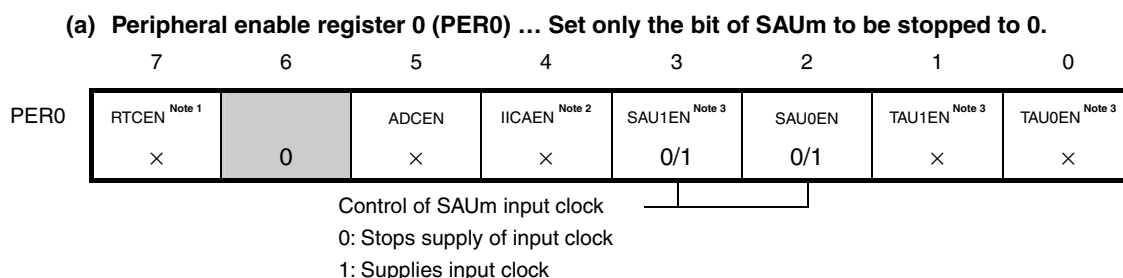 (a) Peripheral enable register 0 (PER0) … Set only the bit of SAUm to be stopped to 0.
7 6 5 4 3 2 1 0
PER0 RTCEN Note 1 ADCEN IICAEN Note 2 SAU1EN Note 3 SAU0EN TAU1EN Note 3 TAU0EN Note 3
× 0 × × 0/1 0/1 × ×
Control of SAUm input clock
0: Stops supply of input clock
1: Supplies input clock